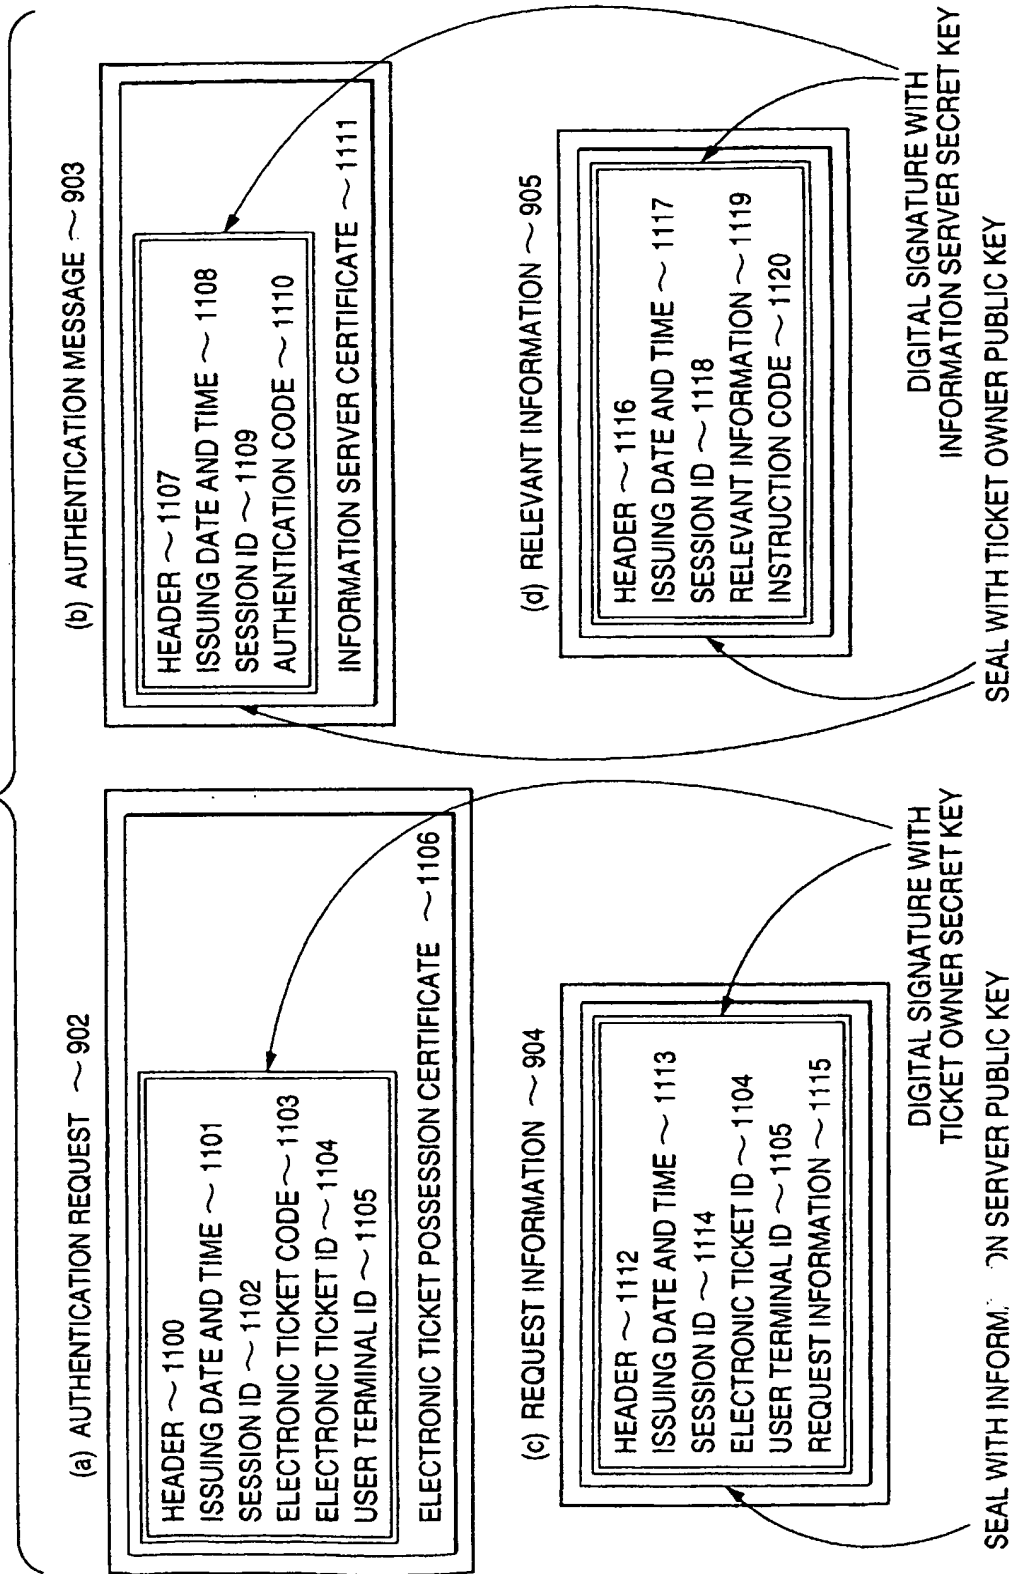 (a) AUTHENTICATION REQUEST ~ 902
HEADER ~ 1100
ISSUING DATE AND TIME ~ 1101
SESSION ID ~ 1102
ELECTRONIC TICKET CODE ~ 1103
ELECTRONIC TICKET ID ~ 1104
USER TERMINAL ID ~ 1105
ELECTRONIC TICKET POSSESSION CERTIFICATE ~ 1106
(b) AUTHENTICATION MESSAGE ~ 903
HEADER ~ 1107
ISSUING DATE AND TIME ~ 1108
SESSION ID ~ 1109
AUTHENTICATION CODE ~ 1110
INFORMATION SERVER CERTIFICATE ~ 1111
(c) REQUEST INFORMATION ~ 904
HEADER ~ 1112
ISSUING DATE AND TIME ~ 1113
SESSION ID ~ 1114
ELECTRONIC TICKET ID ~ 1104
USER TERMINAL ID ~ 1105
REQUEST INFORMATION ~ 1115
(d) RELEVANT INFORMATION ~ 905
HEADER ~ 1116
ISSUING DATE AND TIME ~ 1117
SESSION ID ~ 1118
RELEVANT INFORMATION ~ 1119
INSTRUCTION CODE ~ 1120
DIGITAL SIGNATURE WITH
TICKET OWNER SECRET KEY
SEAL WITH INFORM ON SERVER PUBLIC KEY
DIGITAL SIGNATURE WITH
INFORMATION SERVER SECRET KEY
SEAL WITH TICKET OWNER PUBLIC KEY